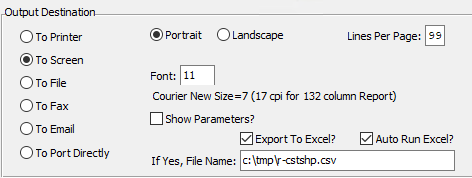 Output Destination
To Printer
Portrait
Landscape
Lines Per Page: 99
To Screen
To File
Font: 11
Courier New Size=7 (17 cpi for 132 column Report)
To Fax
Show Parameters?
To Email
Export To Excel?
Auto Run Excel?
To Port Directly
If Yes, File Name: c:\tmp\r-cstshp.csv